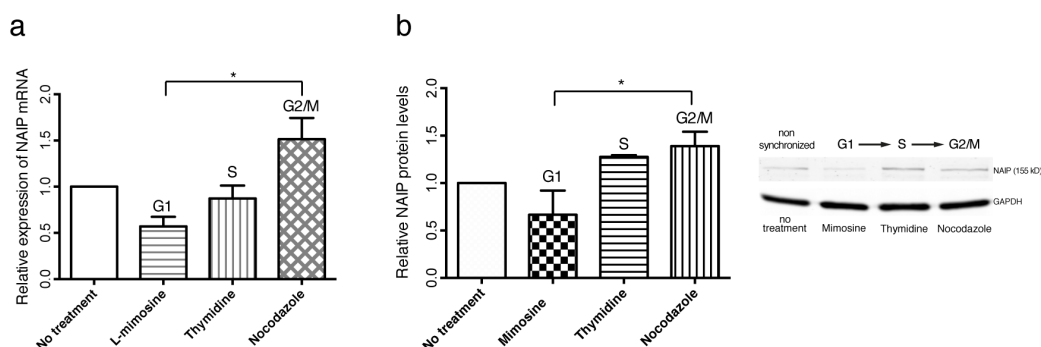 a
Relative expression of NAIP mRNA
2.0
1.5
1.0
0.5
0.0
*
G1
S
G2/M
No treatment
L-mimosine
Thymidine
Nocodazole
b
Relative NAIP protein levels
2.0
1.5
1.0
0.5
0.0
*
G1
S
G2/M
No treatment
Mimosine
Thymidine
Nocodazole
non
synchronized
G1
S
G2/M
NAIP (155 kD)
GAPDH
no
treatment
Mimosine
Thymidine
Nocodazole